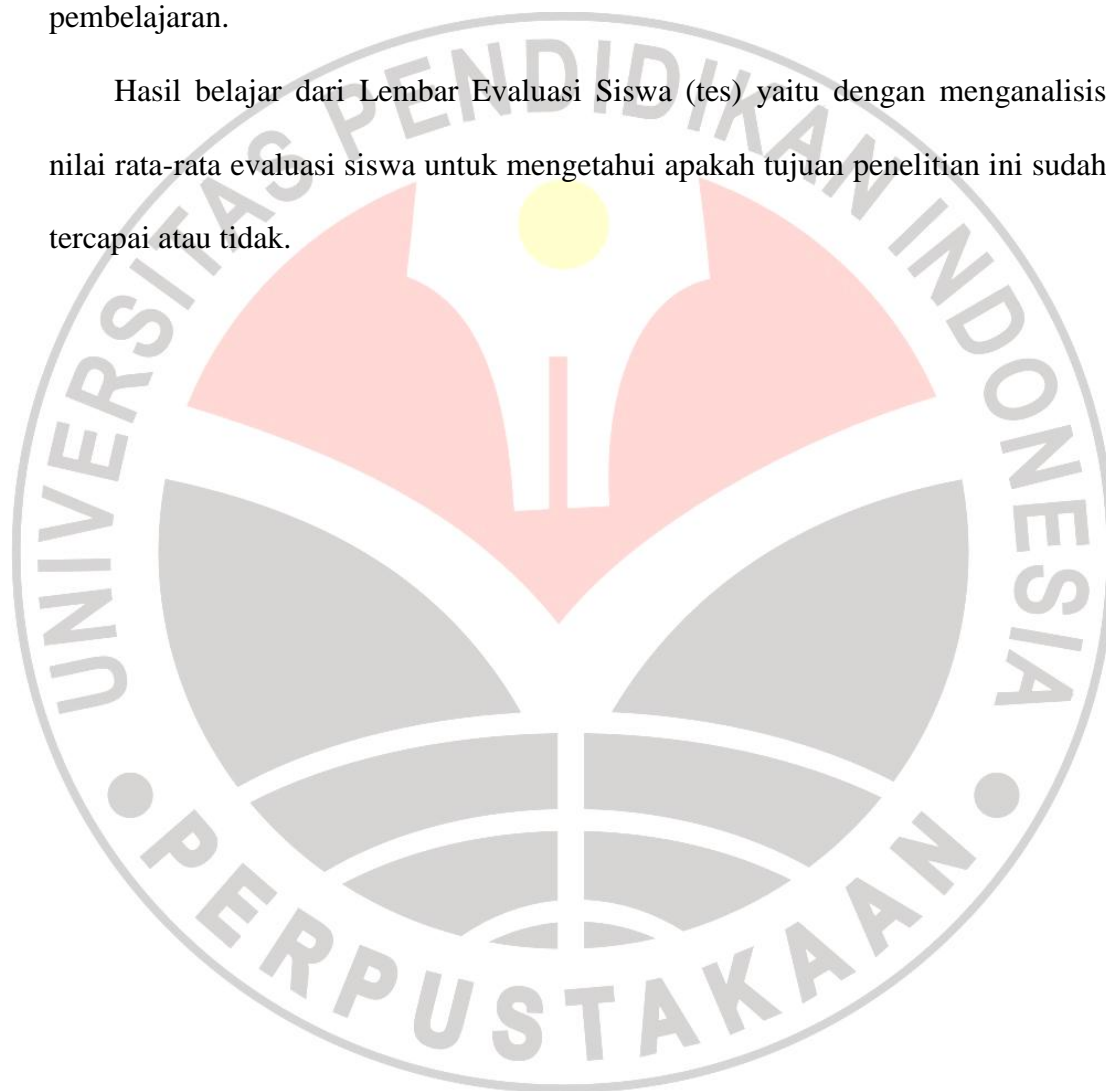 pembelajaran.
Hasil belajar dari Lembar Evaluasi Siswa (tes) yaitu dengan menganalisis
nilai rata-rata evaluasi siswa untuk mengetahui apakah tujuan penelitian ini sudah
tercapai atau tidak.
UNIVERSITAS PENDIDIKAN INDONESIA
PERPUSTAKAAN